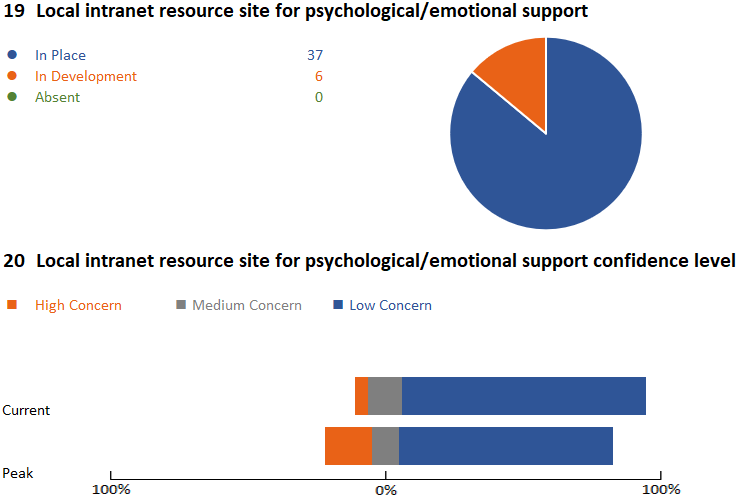 19 Local intranet resource site for psychological/emotional support
In Place 37
In Development 6
Absent 0
20 Local intranet resource site for psychological/emotional support confidence level
High Concern Medium Concern Low Concern
Current
Peak
100% 0% 100%